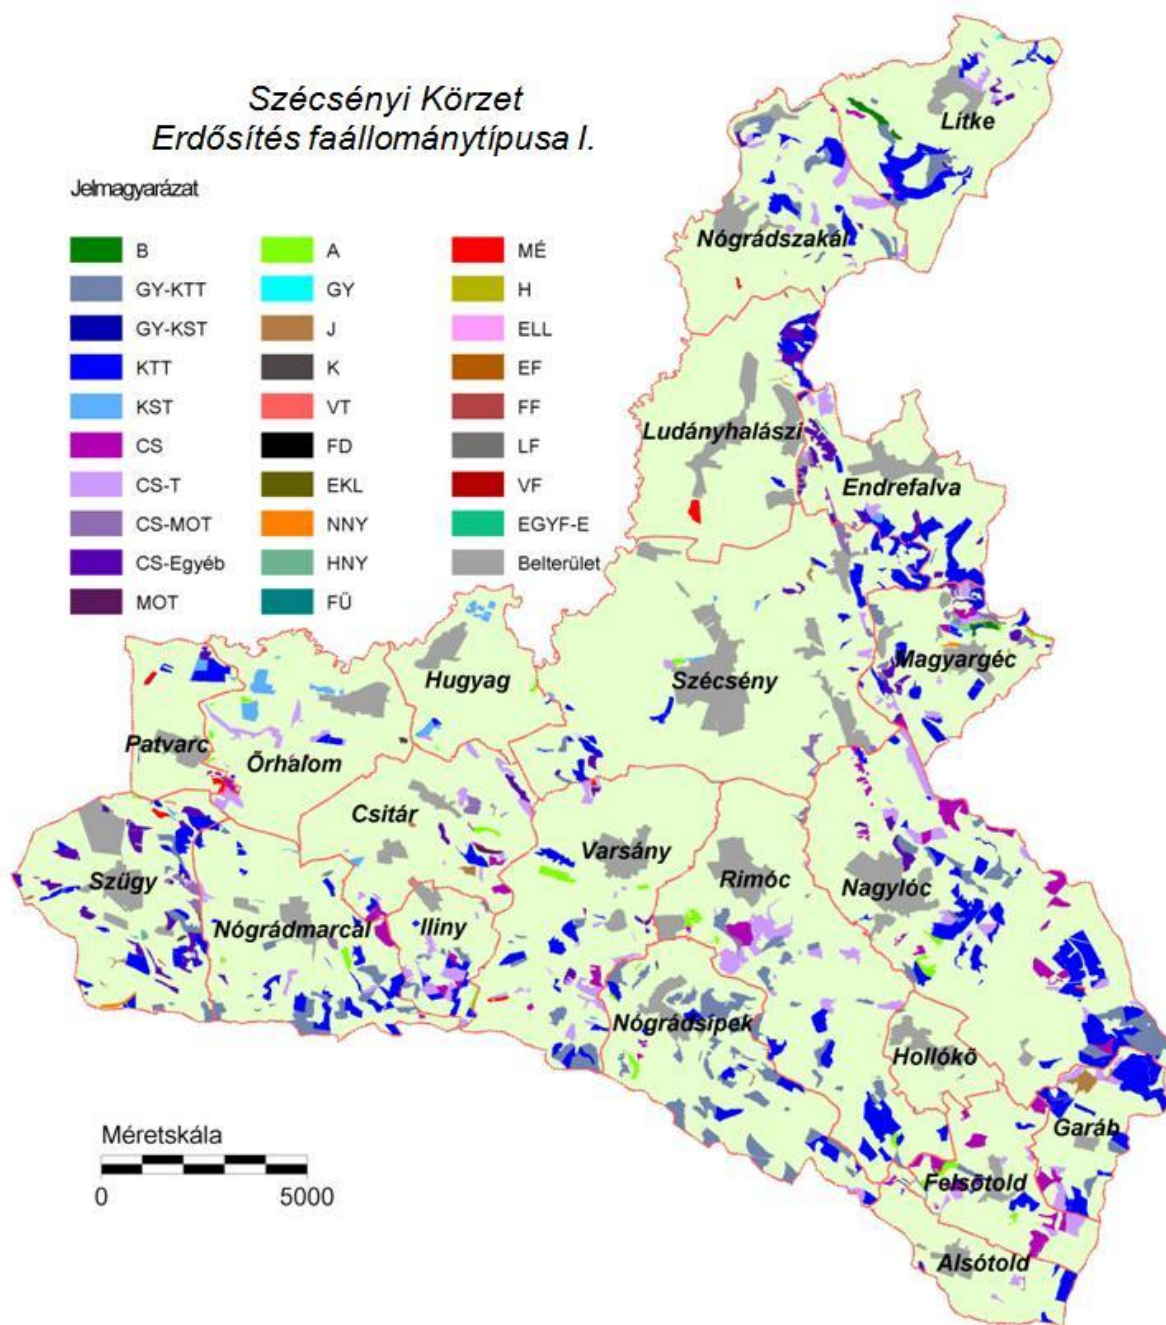 Szécsényi Körzet
Erdősítés faállománytípusa I.
Jelmagyarázat
B
GY-KTT
GY-KST
KTT
KST
CS
CS-T
CS-MOT
CS-Egyéb
MOT
A
GY
J
K
VT
FD
EKL
NNY
HNY
FŰ
MÉ
H
ELL
EF
FF
LF
VF
EGYF-E
Belterület
Litke
Nógrádszakál
Ludányhalászi
Endrefalva
Magyargéc
Szécsény
Hugyag
Patvarc
Őrhalom
Csitár
Varsány
Rimóc
Nagylóc
Szügy
Nógrádmarcal
Iliny
Nógrádsipek
Hollókő
Garáb
Felsőtold
Alsótold
Méretskála
0 5000